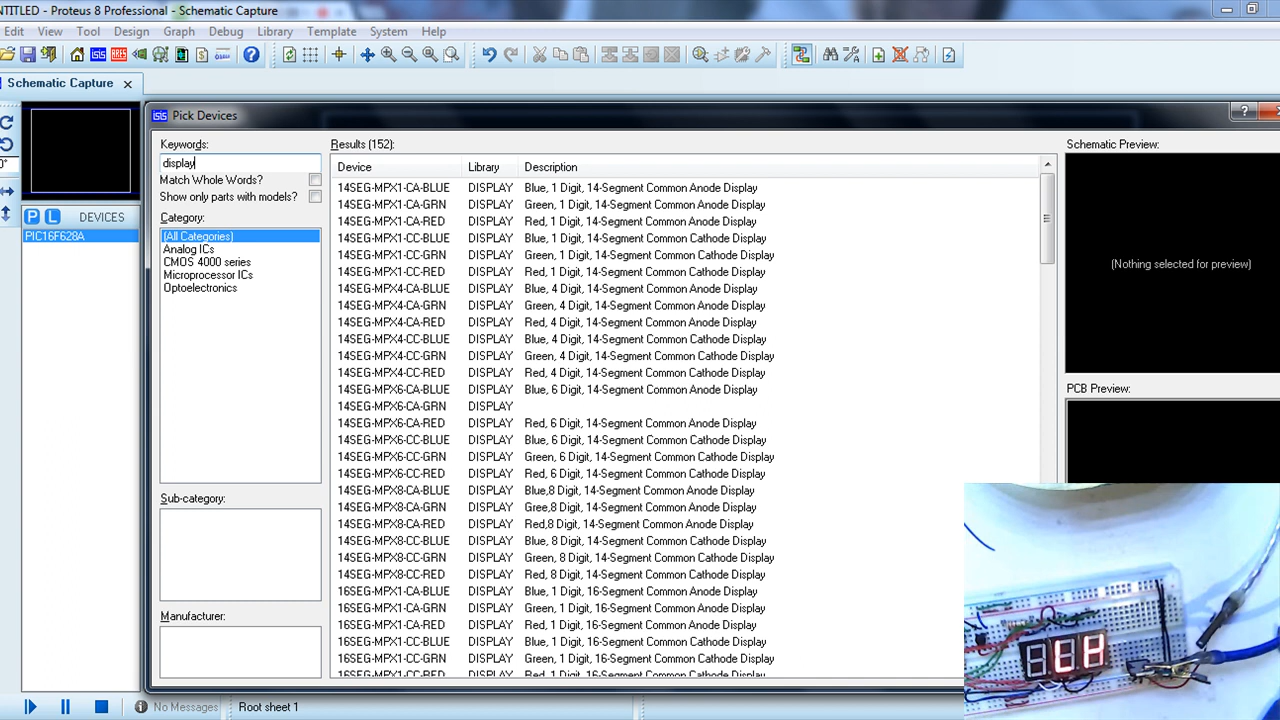 NTITLED - Proteus 8 Professional - Schematic Capture
Edit View Tool Design Graph Debug Library Template System Help
Schematic Capture
Pick Devices
Keywords:
display
Match Whole Words?
Show only parts with models?
Category:
(All Categories)
Analog ICs
CMOS 4000 series
Microprocessor ICs
Optoelectronics
Sub-category:
Manufacturer:
P L DEVICES
PIC16F628A
Results (152):
Device Library Description
14SEG-MPX1-CA-BLUE DISPLAY Blue, 1 Digit, 14-Segment Common Anode Display
14SEG-MPX1-CA-GRN DISPLAY Green, 1 Digit, 14-Segment Common Anode Display
14SEG-MPX1-CA-RED DISPLAY Red, 1 Digit, 14-Segment Common Anode Display
14SEG-MPX1-CC-BLUE DISPLAY Blue, 1 Digit, 14-Segment Common Cathode Display
14SEG-MPX1-CC-GRN DISPLAY Green, 1 Digit, 14-Segment Common Cathode Display
14SEG-MPX1-CC-RED DISPLAY Red, 1 Digit, 14-Segment Common Cathode Display
14SEG-MPX4-CA-BLUE DISPLAY Blue, 4 Digit, 14-Segment Common Anode Display
14SEG-MPX4-CA-GRN DISPLAY Green, 4 Digit, 14-Segment Common Anode Display
14SEG-MPX4-CA-RED DISPLAY Red, 4 Digit, 14-Segment Common Anode Display
14SEG-MPX4-CC-BLUE DISPLAY Blue, 4 Digit, 14-Segment Common Cathode Display
14SEG-MPX4-CC-GRN DISPLAY Green, 4 Digit, 14-Segment Common Cathode Display
14SEG-MPX4-CC-RED DISPLAY Red, 4 Digit, 14-Segment Common Cathode Display
14SEG-MPX6-CA-BLUE DISPLAY Blue, 6 Digit, 14-Segment Common Anode Display
14SEG-MPX6-CA-GRN DISPLAY
14SEG-MPX6-CA-RED DISPLAY Red, 6 Digit, 14-Segment Common Anode Display
14SEG-MPX6-CC-BLUE DISPLAY Blue, 6 Digit, 14-Segment Common Cathode Display
14SEG-MPX6-CC-GRN DISPLAY Green, 6 Digit, 14-Segment Common Cathode Display
14SEG-MPX6-CC-RED DISPLAY Red, 6 Digit, 14-Segment Common Cathode Display
14SEG-MPX8-CA-BLUE DISPLAY Blue,8 Digit, 14-Segment Common Anode Display
14SEG-MPX8-CA-GRN DISPLAY Gree,8 Digit, 14-Segment Common Anode Display
14SEG-MPX8-CA-RED DISPLAY Red,8 Digit, 14-Segment Common Anode Display
14SEG-MPX8-CC-BLUE DISPLAY Blue, 8 Digit, 14-Segment Common Cathode Display
14SEG-MPX8-CC-GRN DISPLAY Green, 8 Digit, 14-Segment Common Cathode Display
14SEG-MPX8-CC-RED DISPLAY Red, 8 Digit, 14-Segment Common Cathode Display
16SEG-MPX1-CA-BLUE DISPLAY Blue, 1 Digit, 16-Segment Common Anode Display
16SEG-MPX1-CA-GRN DISPLAY Green, 1 Digit, 16-Segment Common Anode Display
16SEG-MPX1-CA-RED DISPLAY Red, 1 Digit, 16-Segment Common Anode Display
16SEG-MPX1-CC-BLUE DISPLAY Blue, 1 Digit, 16-Segment Common Cathode Display
16SEG-MPX1-CC-GRN DISPLAY Green, 1 Digit, 16-Segment Common Cathode Display
16SEG-MPX1-CC-RED DISPLAY Red, 1 Digit, 16-Segment Common Cathode Display
Schematic Preview:
(Nothing selected for preview)
PCB Preview:
No Messages
Root sheet 1